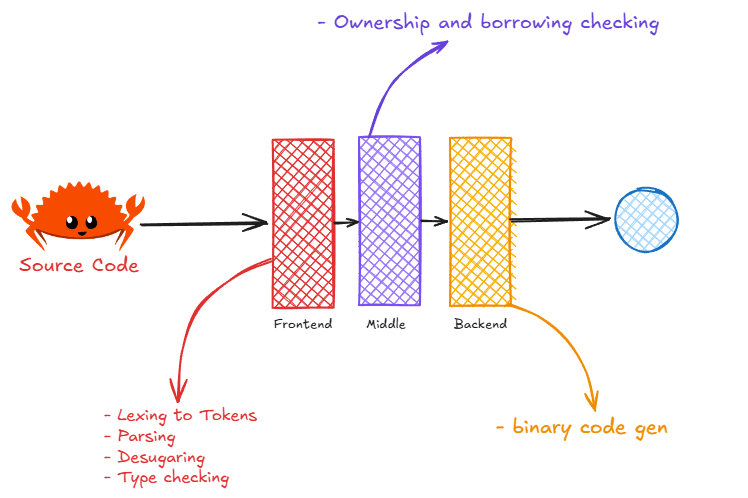 - Ownership and borrowing checking
Source Code
Frontend
Middle
Backend
- Lexing to Tokens
- Parsing
- Desugaring
- Type checking
- binary code gen